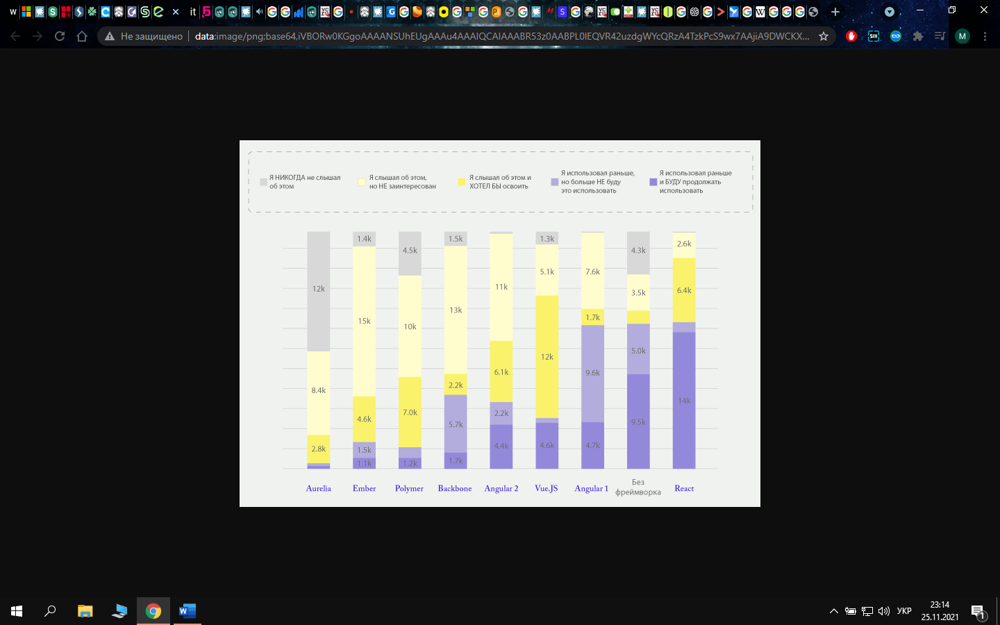 it
Не защищено
data:image/png;base64,iVBORw0KGgoAAAANSUhEUgAAAu4AAAIQCAIAAABR53z0AABPL0lEQVR42uzdgWYcQRzA4TzkPcS9wx7AAjiA9DWCKX...
M
Я НИКОГДА не слышал
об этом
Я слышал об этом,
но НЕ заинтересован
Я слышал об этом и
ХОТЕЛ БЫ освоить
Я использовал раньше,
но больше НЕ буду
это использовать
Я использовал раньше
и БУДУ продолжать
использовать
12k
8.4k
2.8k
1.4k
15k
4.6k
1.5k
1.1k
4.5k
10k
7.0k
1.2k
1.5k
13k
2.2k
5.7k
1.7k
11k
6.1k
2.2k
4.4k
1.3k
5.1k
12k
4.6k
7.6k
1.7k
9.6k
4.7k
4.3k
3.5k
5.0k
9.5k
2.6k
6.4k
14k
Aurelia
Ember
Polymer
Backbone
Angular 2
Vue.JS
Angular 1
Без
фреймворка
React
УКР
23:14
25.11.2021
1